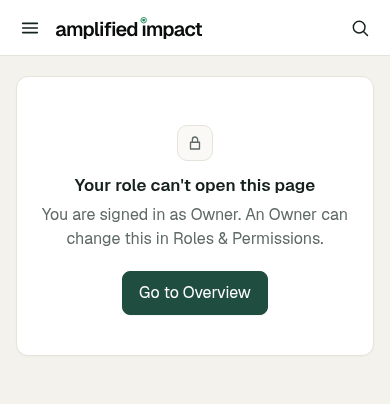 amplified impact
Your role can't open this page
You are signed in as Owner. An Owner can
change this in Roles & Permissions.
Go to Overview